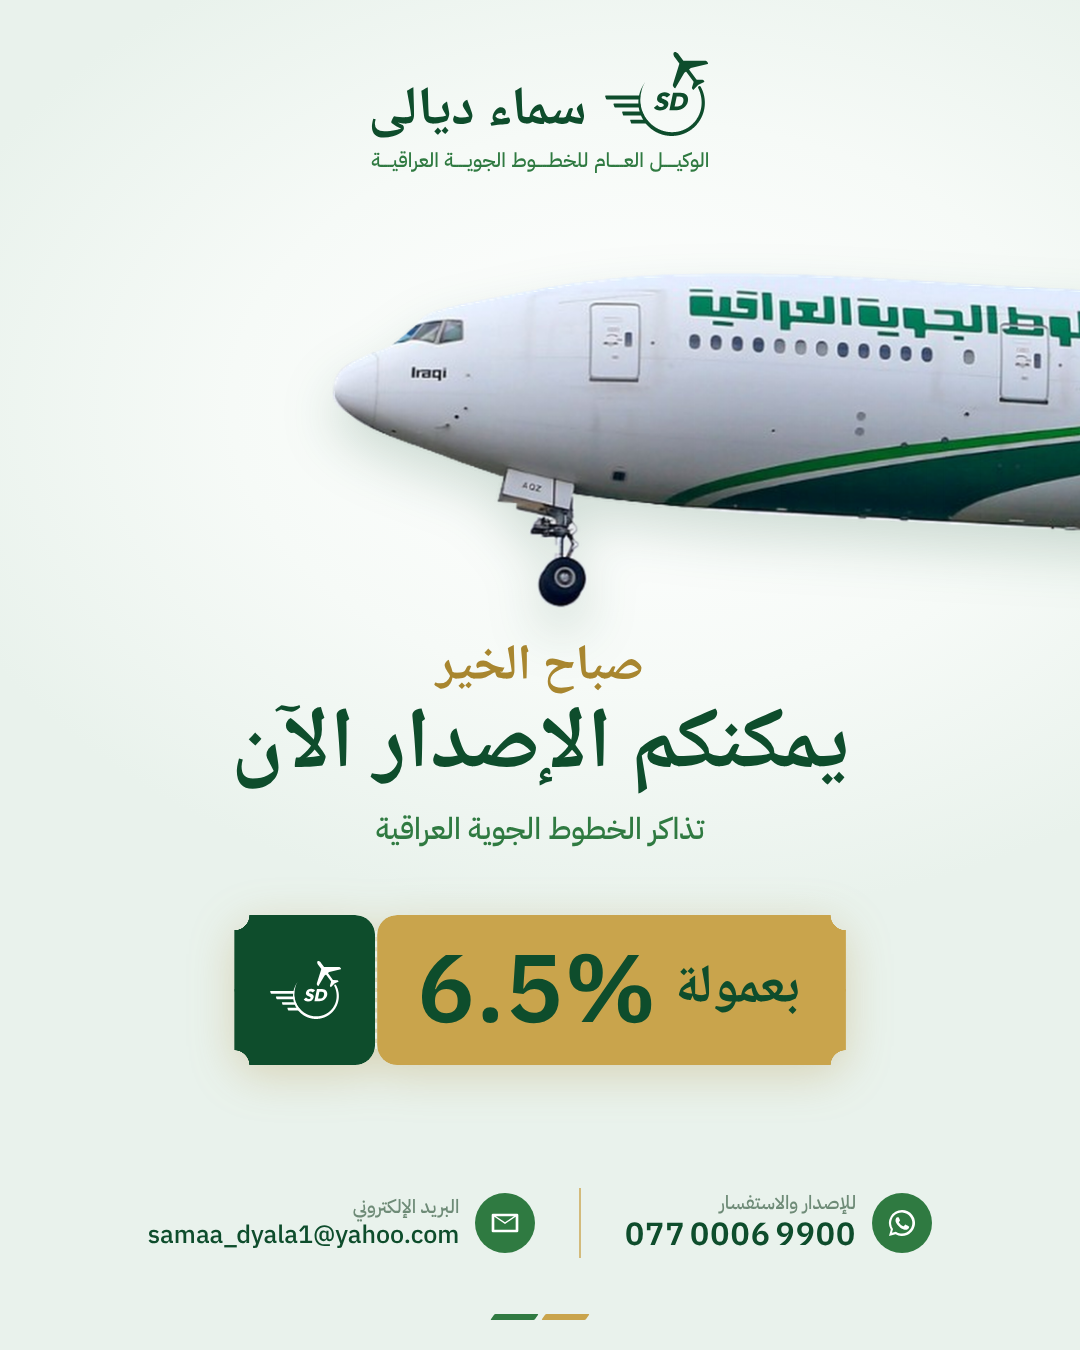 SD
سماء ديالى
الوكيـل العـام للخطـوط الجويـة العراقيـة
الخطوط الجوية العراقية
Iraqi
AQZ
صباح الخير
يمكنكم الإصدار الآن
تذاكر الخطوط الجوية العراقية
بعمولة 6.5%
SD
للإصدار والاستفسار
077 0006 9900
البريد الإلكتروني
samaa_dyala1@yahoo.com